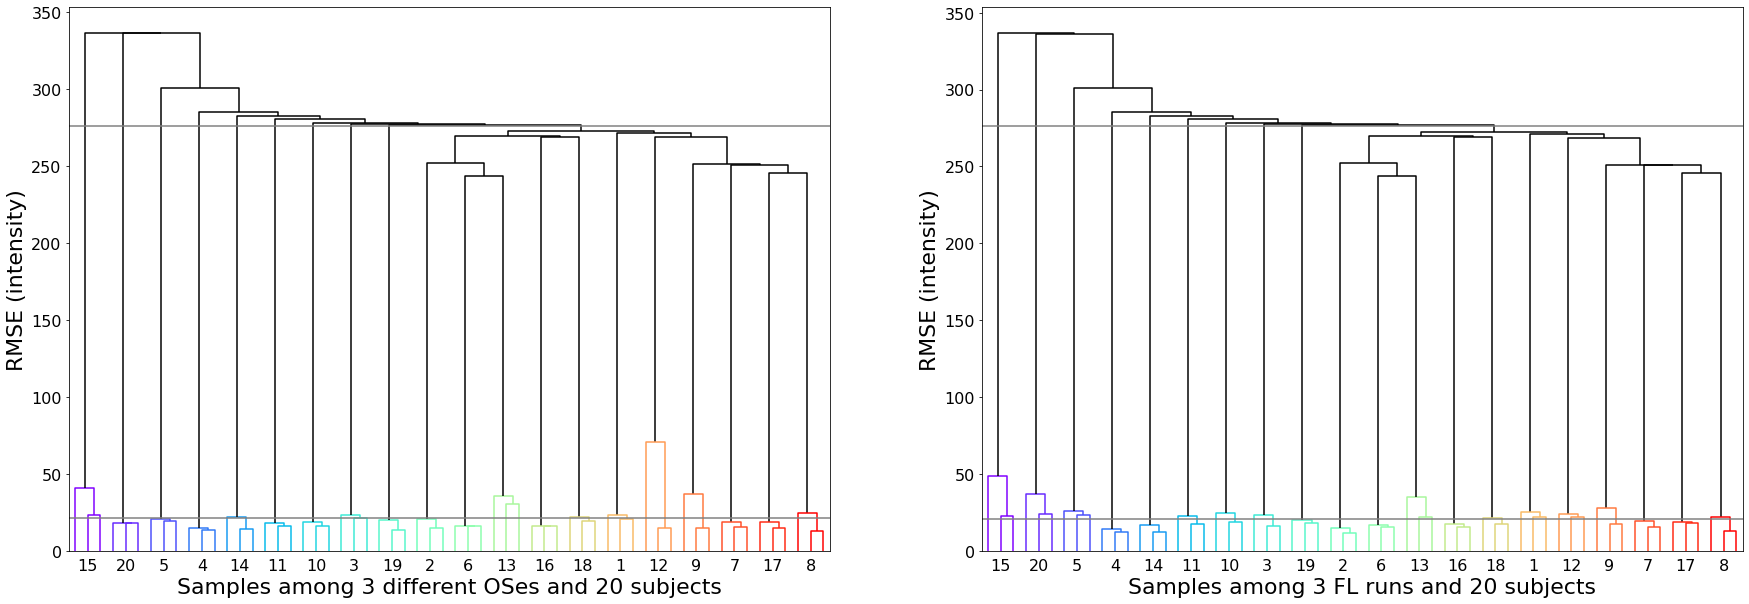 350
300
250
200
150
100
50
0
RMSE (intensity)
15 20 5 4 14 11 10 3 19 2 6 13 16 18 1 12 9 7 17 8
Samples among 3 different OSes and 20 subjects
350
300
250
200
150
100
50
0
RMSE (intensity)
15 20 5 4 14 11 10 3 19 2 6 13 16 18 1 12 9 7 17 8
Samples among 3 FL runs and 20 subjects